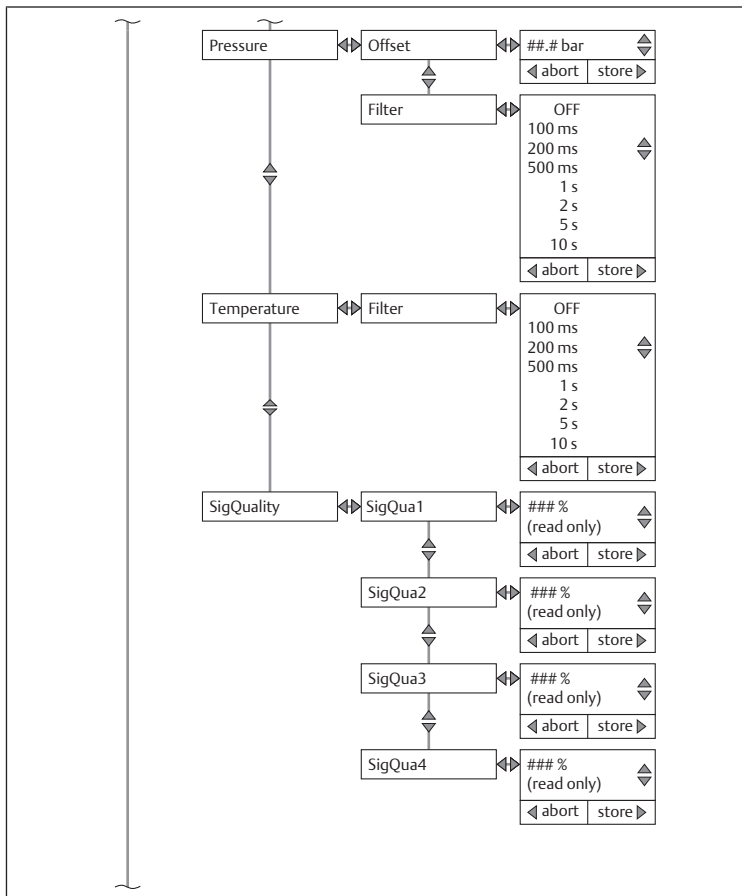 Pressure
Offset
##.# bar
abort store
Filter
OFF
100 ms
200 ms
500 ms
1 s
2 s
5 s
10 s
abort store
Temperature
Filter
OFF
100 ms
200 ms
500 ms
1 s
2 s
5 s
10 s
abort store
SigQuality
SigQua1
### %
(read only)
abort store
SigQua2
### %
(read only)
abort store
SigQua3
### %
(read only)
abort store
SigQua4
### %
(read only)
abort store